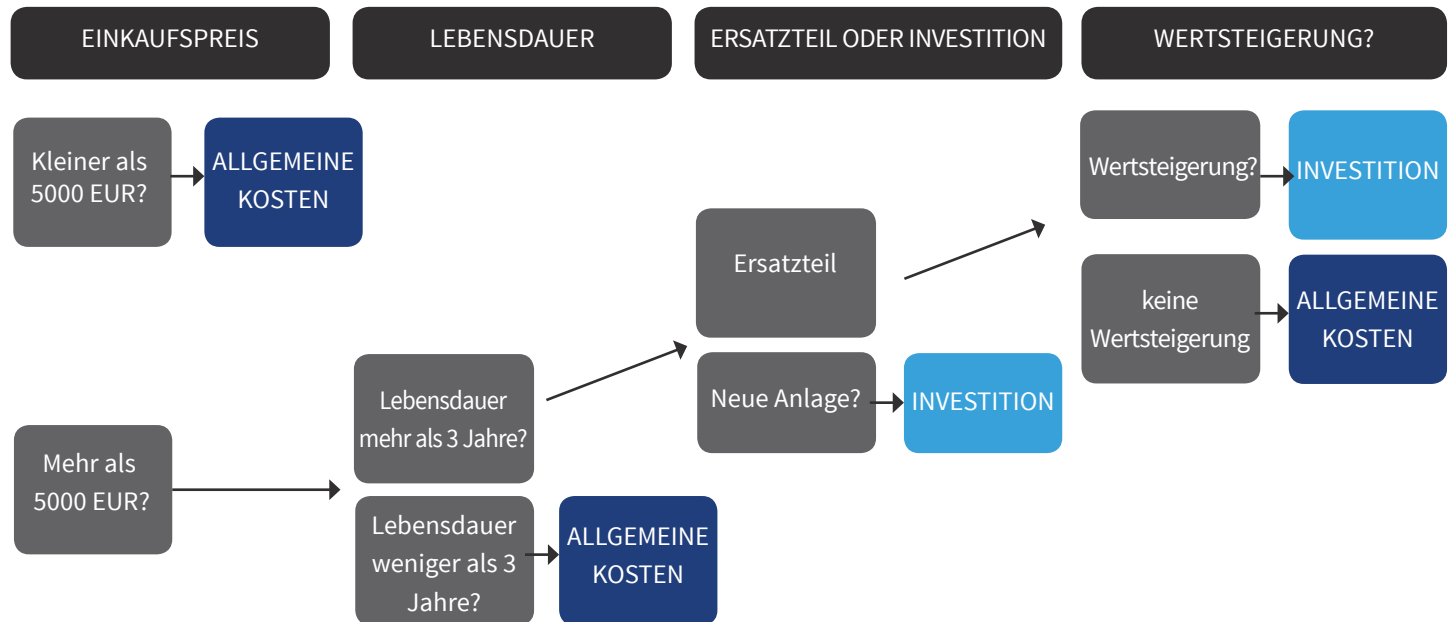 EINKAUFSPREIS
LEBENSDAUER
ERSATZTEIL ODER INVESTITION
WERTSTEIGERUNG?
Kleiner als
5000 EUR?
ALLGEMEINE
KOSTEN
Mehr als
5000 EUR?
Lebensdauer
mehr als 3 Jahre?
Lebensdauer
weniger als 3
Jahre?
ALLGEMEINE
KOSTEN
Ersatzteil
Neue Anlage?
INVESTITION
Wertsteigerung?
INVESTITION
keine
Wertsteigerung
ALLGEMEINE
KOSTEN